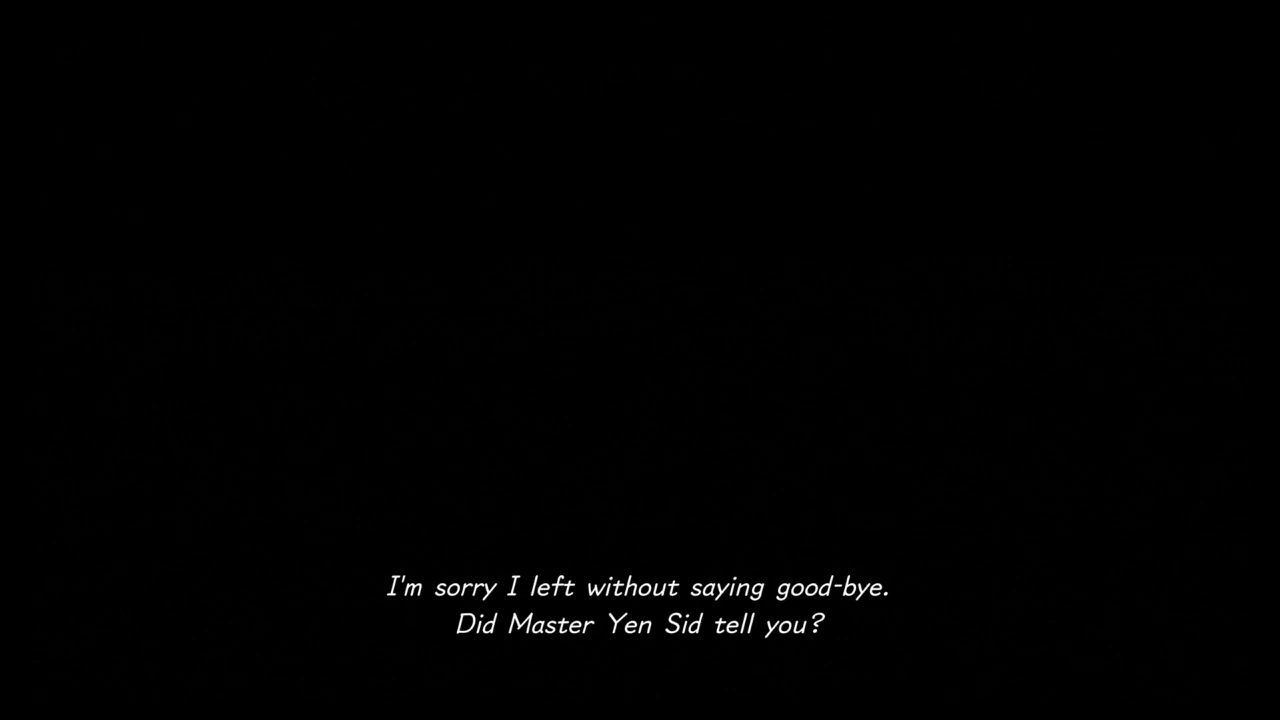 I'm sorry I left without saying good-bye.
Did Master Yen Sid tell you?